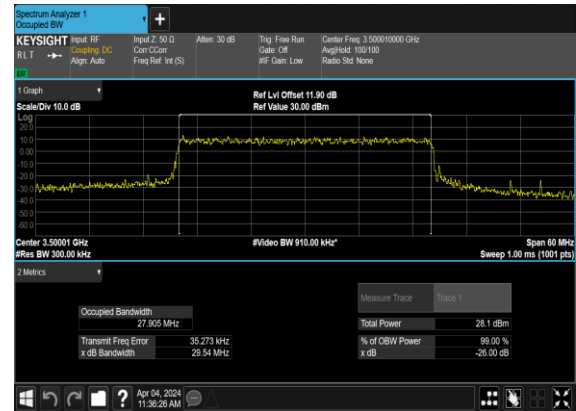 Spectrum Analyzer 1
Occupied BW
+
KEYSIGHT Input: RF Input Z: 50 Ω Atten: 30 dB Trig: Free Run Center Freq: 3.500010000 GHz
RLT Coupling: DC Corr CCorr Gate: Off Avg|Hold: 100/100
Align: Auto Freq Ref: Int (S) #IF Gain: Low Radio Std: None
1 Graph
Ref Lvl Offset 11.90 dB
Scale/Div 10.0 dB Ref Value 30.00 dBm
Log
20.0
10.0
0.00
-10.0
-20.0
-30.0
-40.0
-50.0
-60.0
Center 3.50001 GHz #Video BW 910.00 kHz* Span 60 MHz
#Res BW 300.00 kHz Sweep 1.00 ms (1001 pts)
2 Metrics
Measure Trace Trace 1
Occupied Bandwidth
27.905 MHz
Total Power 28.1 dBm
Transmit Freq Error 35.273 kHz
% of OBW Power 99.00 %
x dB Bandwidth 29.54 MHz
x dB -26.00 dB
?
Apr 04, 2024
11:36:26 AM